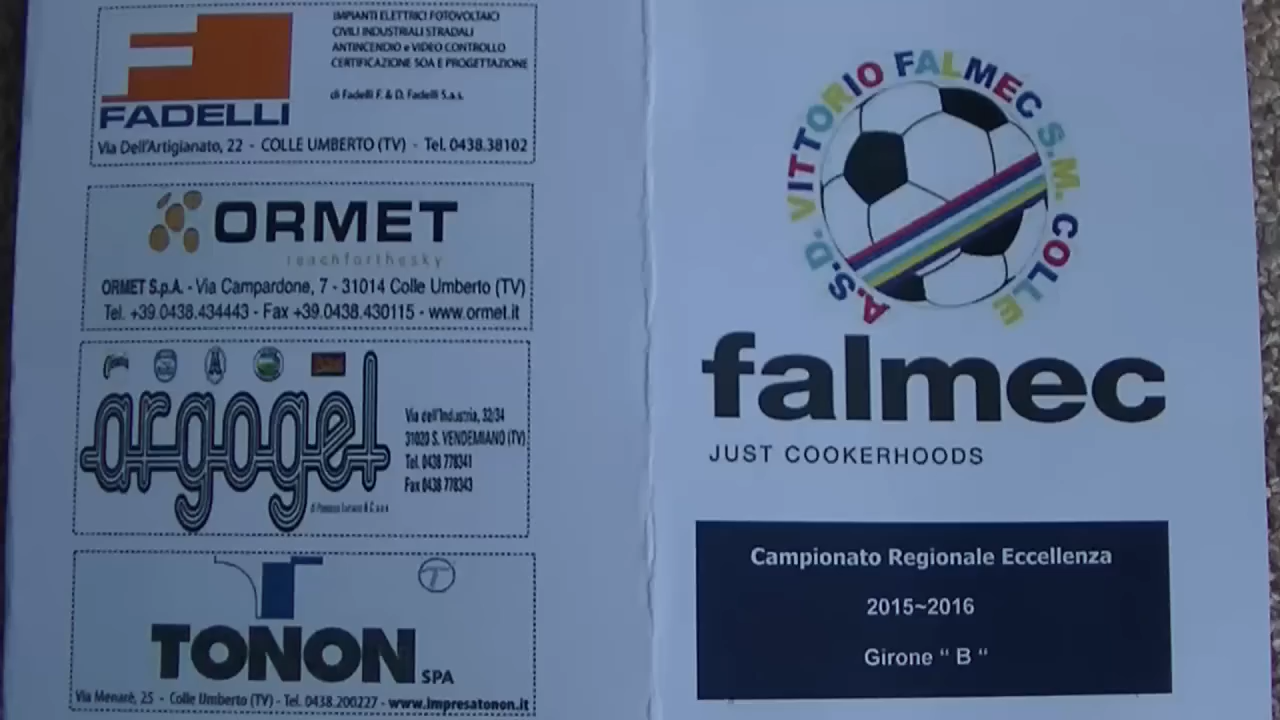 IMPIANTI ELETTRICI FOTOVOLTAICI
CIVILI INDUSTRIALI STRADALI
ANTINCENDIO e VIDEO CONTROLLO
CERTIFICAZIONE SOA E PROGETTAZIONE
di Fadelli F. & D. Fadelli S.a.s.
FADELLI
Via Dell'Artigianato, 22 - COLLE UMBERTO (TV) - Tel. 0438.38102
ORMET
reachforthesky
ORMET S.p.A. - Via Campardone, 7 - 31014 Colle Umberto (TV)
Tel. +39.0438.434443 - Fax +39.0438.430115 - www.ormet.it
argogel
Via dell'Industria, 32/34
31020 S. VENDEMIANO (TV)
Tel. 0438 778341
Fax 0438 778343
T
TONON SPA
Via Menarè, 25 - Colle Umberto (TV) - Tel. 0438.200227 - www.impresatonon.it
A.S.D. VITTORIO FALMEC S.M. COLLE
falmec
JUST COOKERHOODS
Campionato Regionale Eccellenza
2015~2016
Girone “ B “